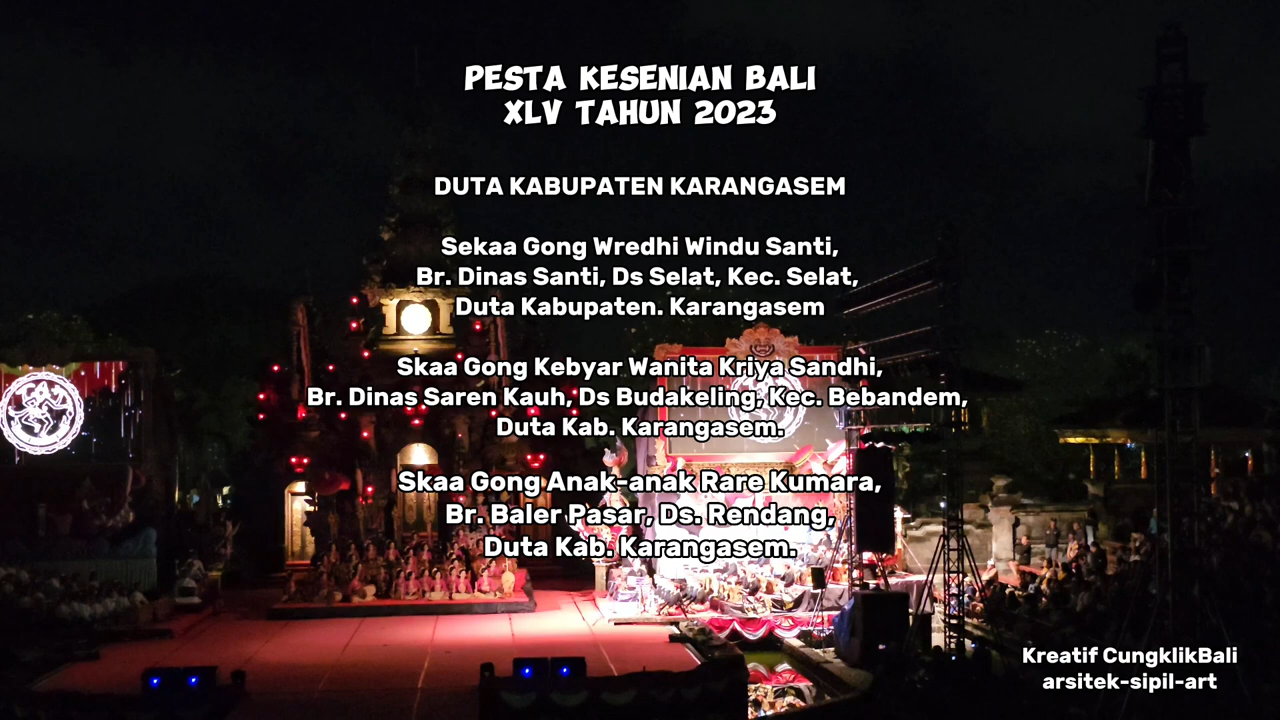 PESTA KESENIAN BALI
XLV TAHUN 2023
DUTA KABUPATEN KARANGASEM
Sekaa Gong Wredhi Windu Santi,
Br. Dinas Santi, Ds Selat, Kec. Selat,
Duta Kabupaten. Karangasem
Skaa Gong Kebyar Wanita Kriya Sandhi,
Br. Dinas Saren Kauh, Ds Budakeling, Kec. Bebandem,
Duta Kab. Karangasem.
Skaa Gong Anak-anak Rare Kumara,
Br. Baler Pasar, Ds. Rendang,
Duta Kab. Karangasem.
Kreatif CungklikBali
arsitek-sipil-art